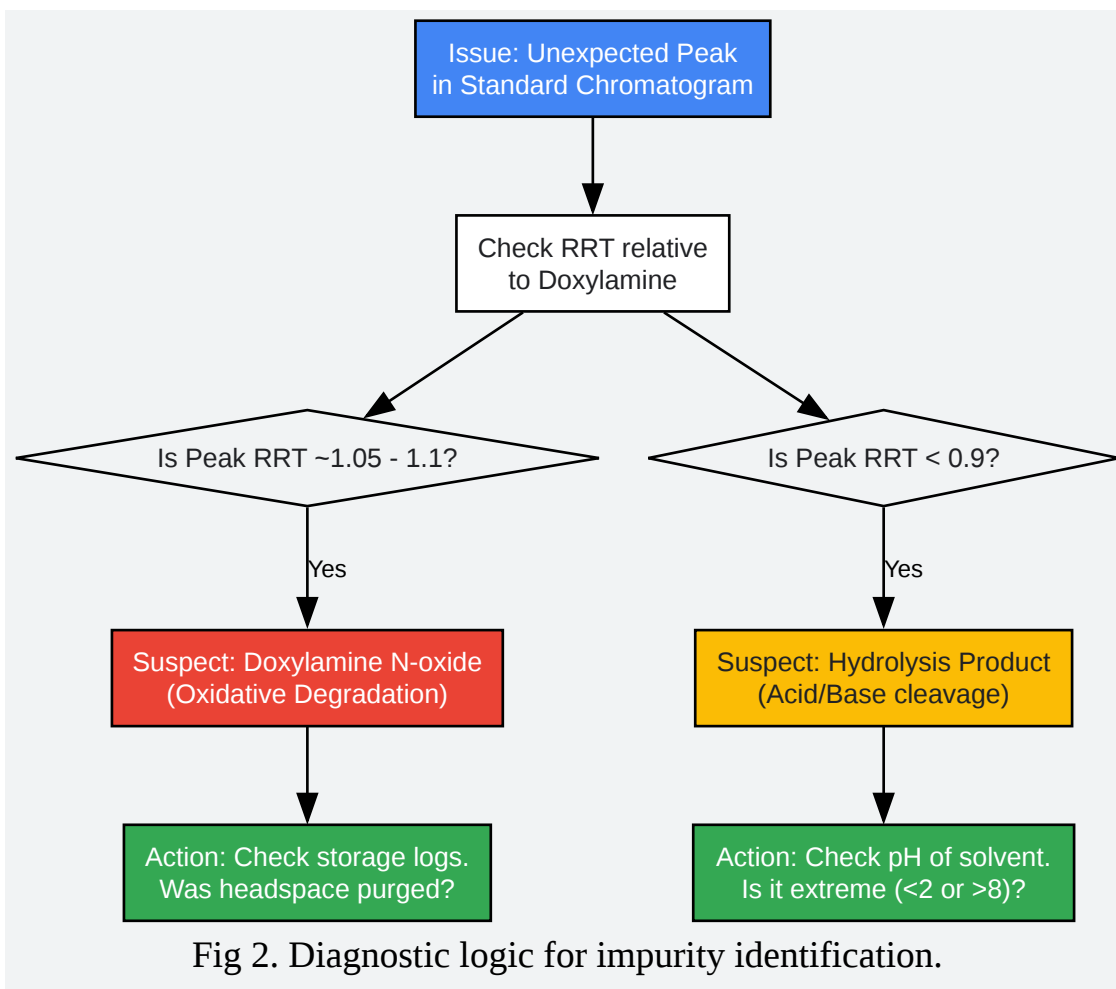 Issue: Unexpected Peak
in Standard Chromatogram
Check RRT relative
to Doxylamine
Is Peak RRT ~1.05 - 1.1?
Is Peak RRT < 0.9?
Yes
Yes
Suspect: Doxylamine N-oxide
(Oxidative Degradation)
Suspect: Hydrolysis Product
(Acid/Base cleavage)
Action: Check storage logs.
Was headspace purged?
Action: Check pH of solvent.
Is it extreme (<2 or >8)?
Fig 2. Diagnostic logic for impurity identification.